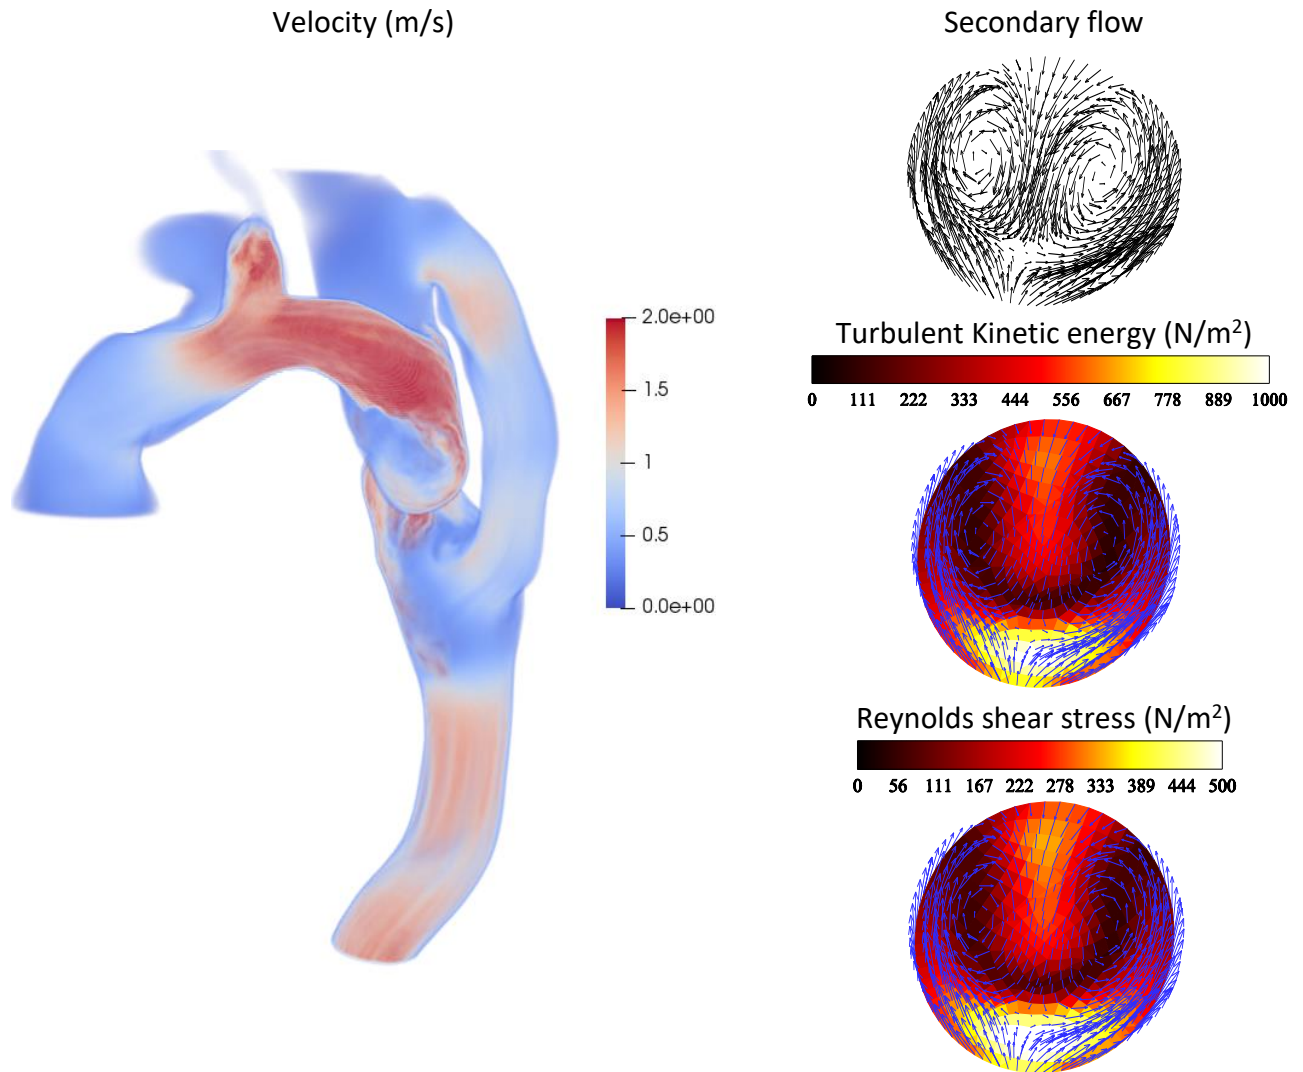 Velocity (m/s)
2.0e+00
1.5
1
0.5
0.0e+00
Secondary flow
Turbulent Kinetic energy (N/m²)
0 111 222 333 444 556 667 778 889 1000
Reynolds shear stress (N/m²)
0 56 111 167 222 278 333 389 444 500